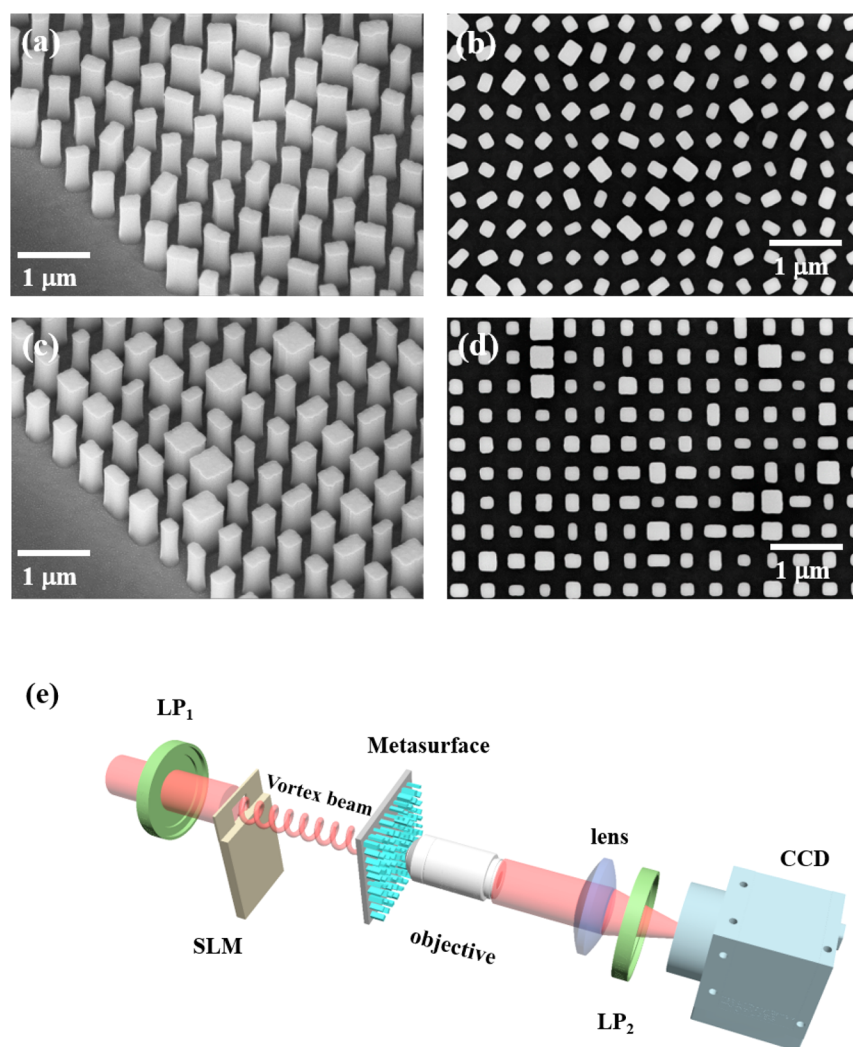 (a)
1 μm
(b)
1 μm
(c)
1 μm
(d)
1 μm
(e)
LP₁
Metasurface
Vortex beam
lens
CCD
SLM
objective
LP₂